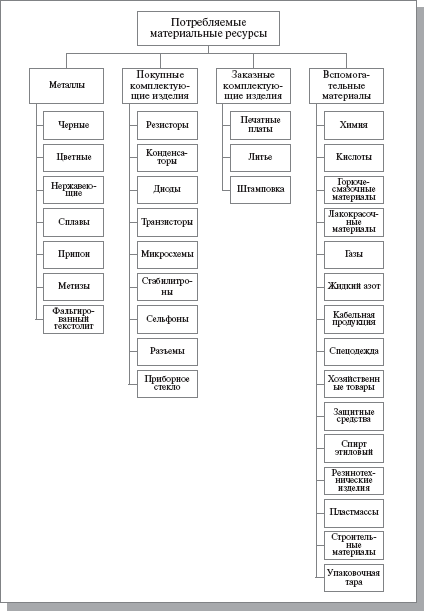 Потребляемые
материальные ресурсы
Металлы
Черные
Цветные
Нержавею-
щие
Сплавы
Припои
Метизы
Фальгиро-
ванный
текстолит
Покупные
комплектую-
щие изделия
Резисторы
Конденса-
торы
Диоды
Транзисторы
Микросхемы
Стабилитро-
ны
Сельфоны
Разъемы
Приборное
стекло
Заказные
комплектую-
щие изделия
Печатные
платы
Литье
Штамповка
Вспомога-
тельные
материалы
Химия
Кислоты
Горюче-
смазочные
материалы
Лакокрасоч-
ные
материалы
Газы
Жидкий азот
Кабельная
продукция
Спецодежда
Хозяйственн
ые товары
Защитные
средства
Спирт
этиловый
Резинотех-
нические
изделия
Пластмассы
Строитель-
ные
материалы
Упаковочная
тара